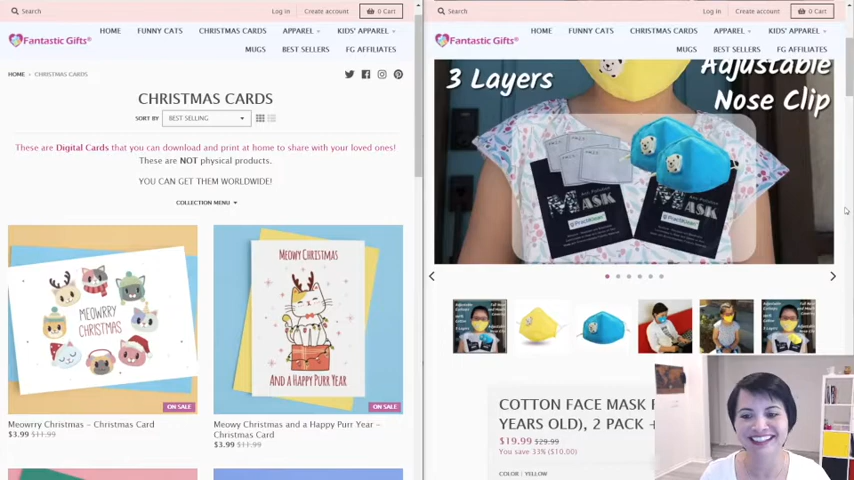 Search
Log in
Create account
0 Cart
Fantastic Gifts®
HOME
FUNNY CATS
CHRISTMAS CARDS
APPAREL
KIDS' APPAREL
MUGS
BEST SELLERS
FG AFFILIATES
HOME » CHRISTMAS CARDS
CHRISTMAS CARDS
SORT BY
BEST SELLING
These are Digital Cards that you can download and print at home to share with your loved ones!
These are NOT physical products.
YOU CAN GET THEM WORLDWIDE!
COLLECTION MENU
MEOWRRY
CHRISTMAS
ON SALE
Meowrry Christmas – Christmas Card
$3.99 $11.99
MEOWY CHRISTMAS
AND A HAPPY PURR YEAR
ON SALE
Meowy Christmas and a Happy Purr Year –
Christmas Card
$3.99 $11.99
Search
Log in
Create account
0 Cart
Fantastic Gifts®
HOME
FUNNY CATS
CHRISTMAS CARDS
APPAREL
KIDS' APPAREL
MUGS
BEST SELLERS
FG AFFILIATES
3 Layers
Adjustable
Nose Clip
MASK
MASK
COTTON FACE MASK
YEARS OLD), 2 PACK +
$19.99 $29.99
You save 33% ($10.00)
COLOR : YELLOW